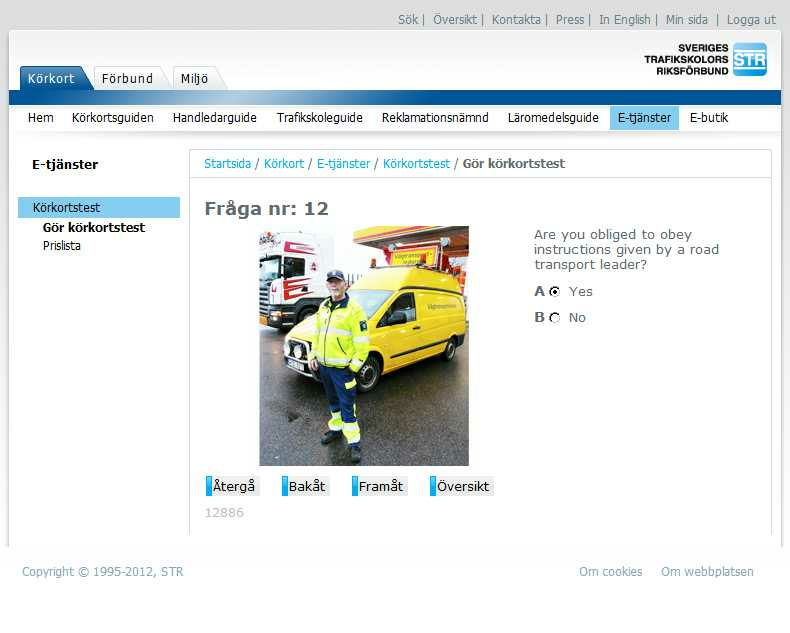 Sök | Översikt | Kontakta | Press | In English | Min sida | Logga ut
SVERIGES
TRAFIKSKOLORS
RIKSFÖRBUND
STR
Körkort Förbund Miljö
Hem Körkortsguiden Handledarguide Trafikskoleguide Reklamationsnämnd Läromedelsguide E-tjänster E-butik
E-tjänster
Körkortstest
Gör körkortstest
Prislista
Startsida / Körkort / E-tjänster / Körkortstest / Gör körkortstest
Fråga nr: 12
Are you obliged to obey
instructions given by a road
transport leader?
A Yes
B No
Återgå Bakåt Framåt Översikt
12886
Copyright © 1995-2012, STR
Om cookies Om webbplatsen